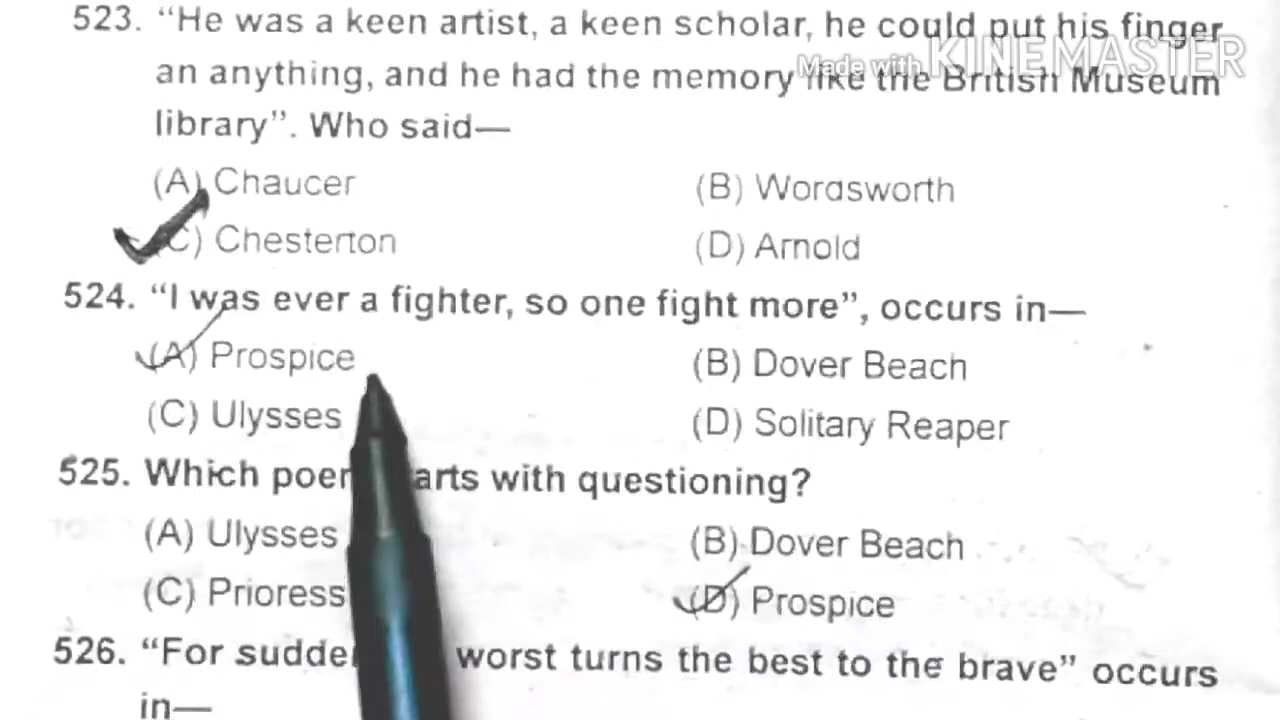 523. “He was a keen artist, a keen scholar, he could put his finger
an anything, and he had the memory like the British Museum
library”. Who said—
(A) Chaucer (B) Wordsworth
(C) Chesterton (D) Arnold
524. “I was ever a fighter, so one fight more”, occurs in—
(A) Prospice (B) Dover Beach
(C) Ulysses (D) Solitary Reaper
525. Which arts with questioning?
(A) Ulysses (B) Dover Beach
(C) Prioress (D) Prospice
526. “For worst turns the best to the brave” occurs
in—
Made with KINEMASTER